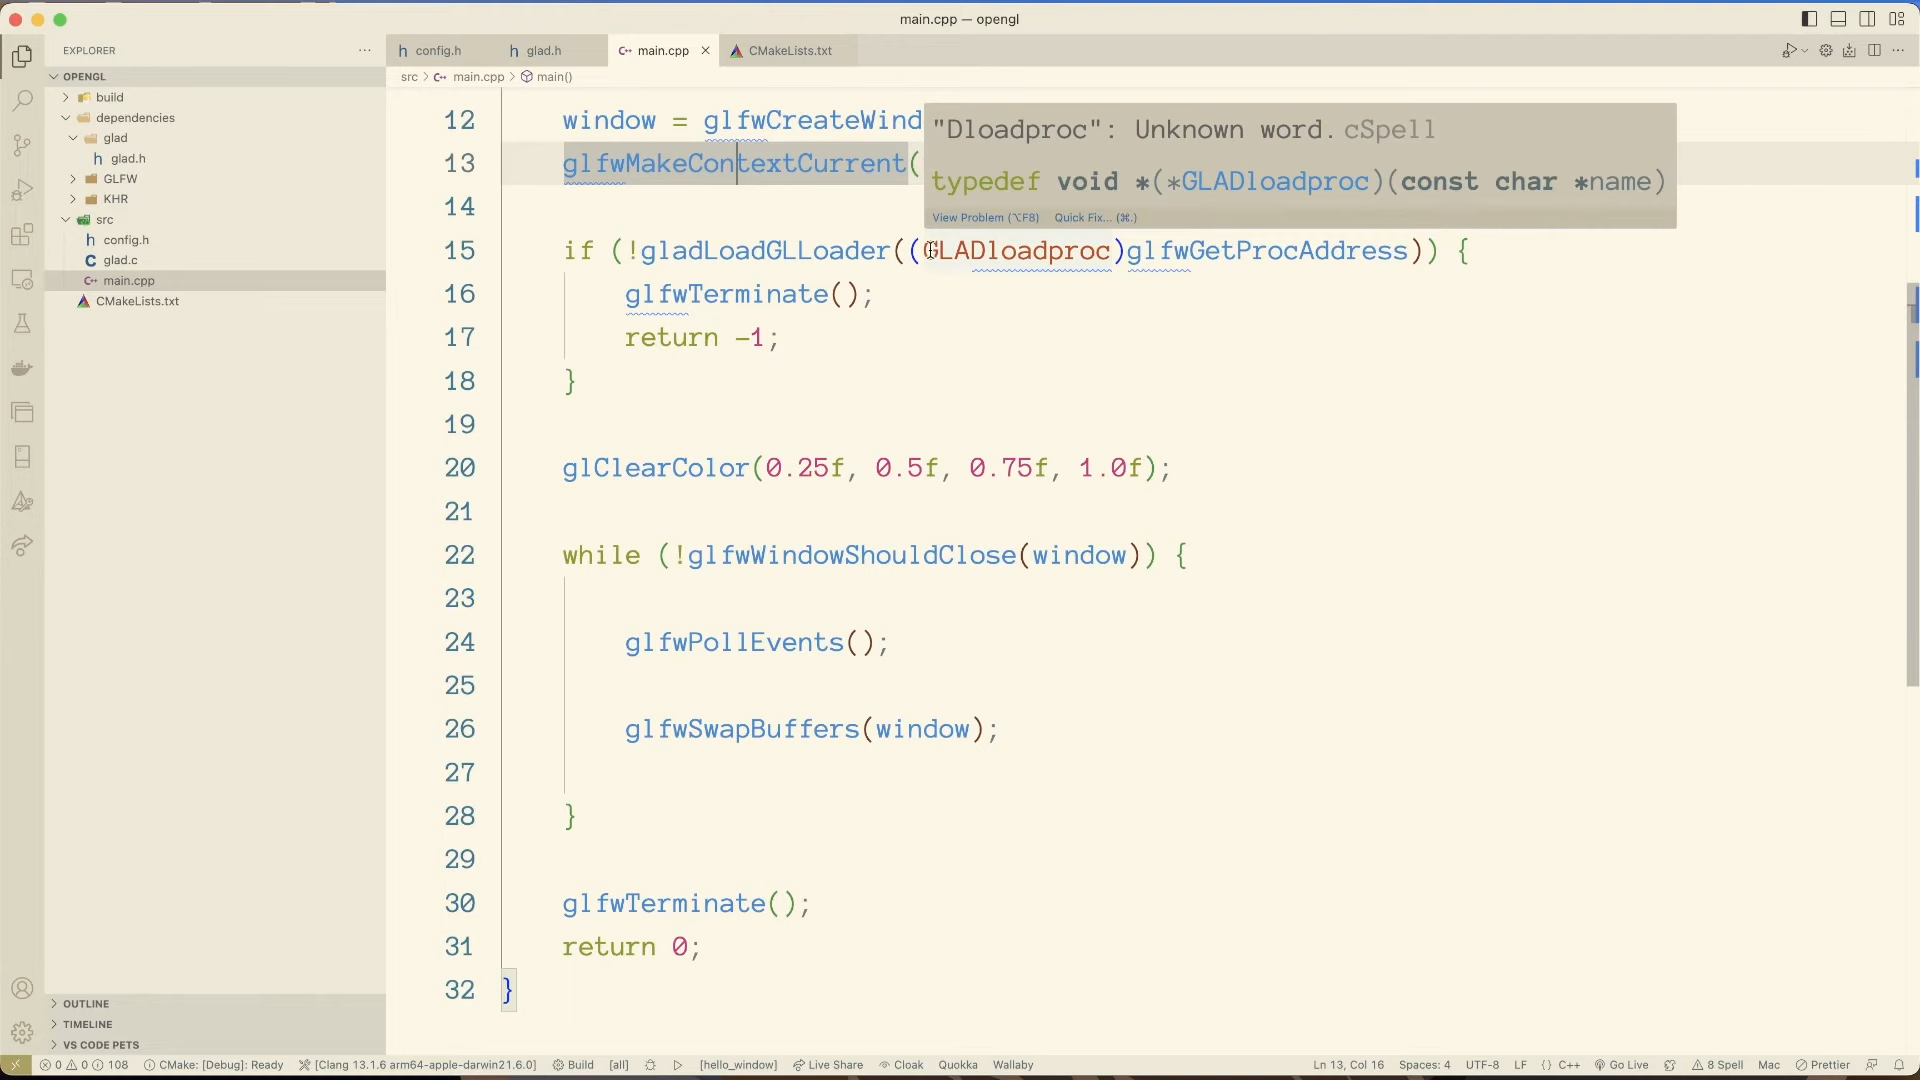 main.cpp — opengl
EXPLORER
OPENGL
build
dependencies
glad
glad.h
GLFW
KHR
src
config.h
glad.c
main.cpp
CMakeLists.txt
OUTLINE
TIMELINE
VS CODE PETS
config.h
glad.h
main.cpp
CMakeLists.txt
src > main.cpp > main()
12 window = glfwCreateWind
13 glfwMakeContextCurrent(
"Dloadproc": Unknown word. cSpell
typedef void *(*GLADloadproc)(const char *name)
View Problem (⌥F8) Quick Fix... (⌘.)
14
15 if (!gladLoadGLLoader((GLADloadproc)glfwGetProcAddress)) {
16 glfwTerminate();
17 return -1;
18 }
19
20 glClearColor(0.25f, 0.5f, 0.75f, 1.0f);
21
22 while (!glfwWindowShouldClose(window)) {
23
24 glfwPollEvents();
25
26 glfwSwapBuffers(window);
27
28 }
29
30 glfwTerminate();
31 return 0;
32 }
0 0 108 CMake: [Debug]: Ready [Clang 13.1.6 arm64-apple-darwin21.6.0] Build [all] [hello_window] Live Share Cloak Quokka Wallaby Ln 13, Col 16 Spaces: 4 UTF-8 LF {} C++ Go Live 8 Spell Mac Prettier